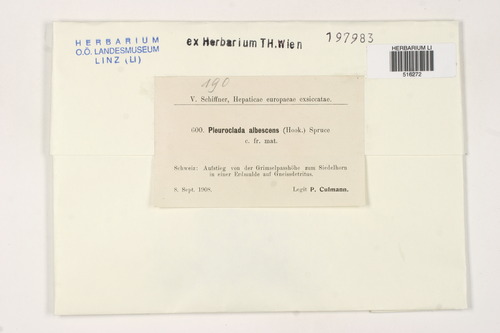 HERBARIUM
O.Ö. LANDESMUSEUM
LINZ (LI)
ex Herbarium TH.Wien
197983
HERBARIUM LI
516272
190
V. Schiffner, Hepaticae europaeae exsiccatae.
600. Pleuroclada albescens (Hook.) Spruce
c. fr. mat.
Schweiz: Aufstieg von der Grimselpasshöhe zum Siedelhorn
in einer Erdmulde auf Gneisdetritus.
8. Sept. 1908.
Legit P. Culmann.